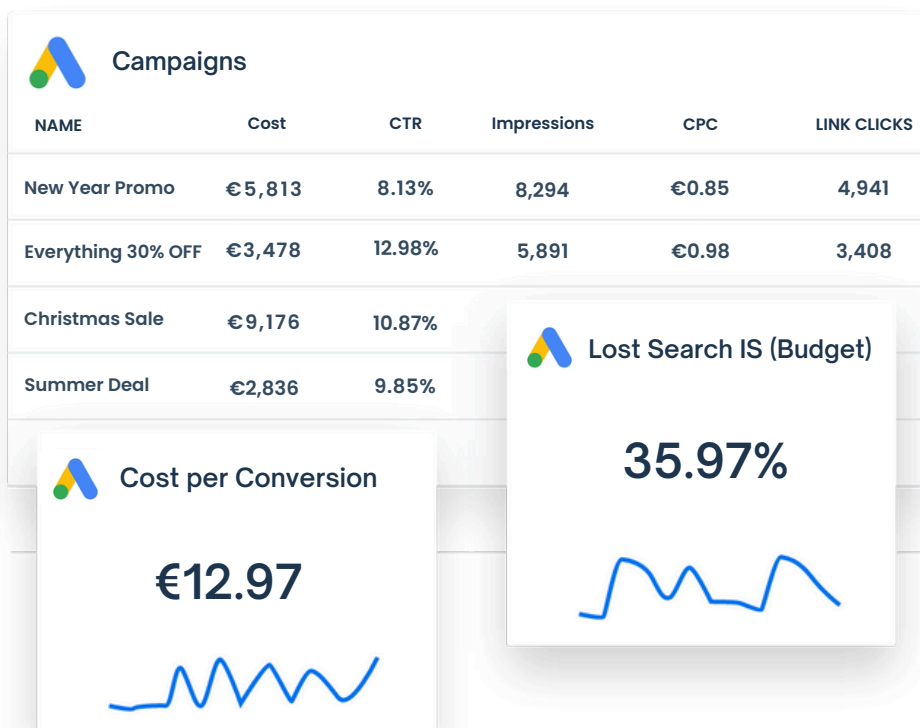 Campaigns
NAME Cost CTR Impressions CPC LINK CLICKS
New Year Promo €5,813 8.13% 8,294 €0.85 4,941
Everything 30% OFF €3,478 12.98% 5,891 €0.98 3,408
Christmas Sale €9,176 10.87%
Summer Deal €2,836 9.85%
Lost Search IS (Budget)
35.97%
Cost per Conversion
€12.97